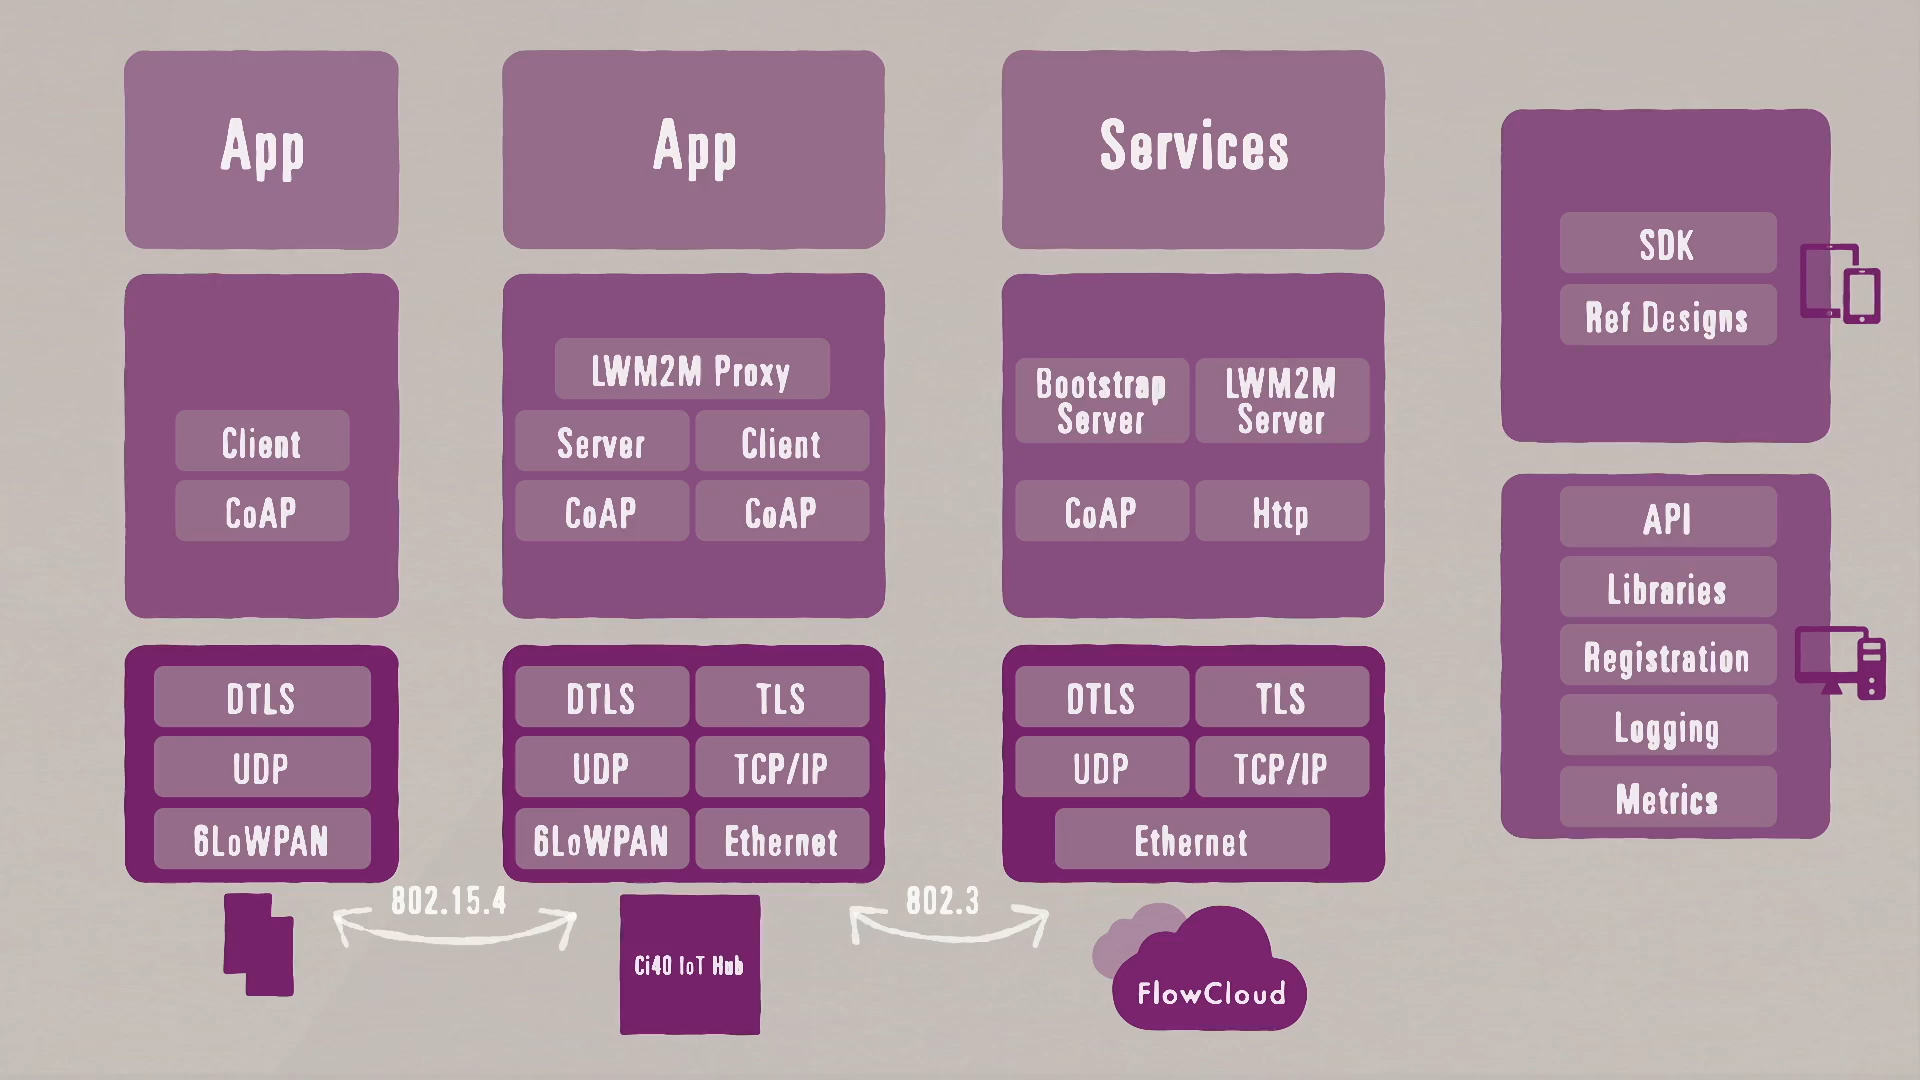 App
App
Services
SDK
Ref Designs
LWM2M Proxy
Bootstrap
Server
LWM2M
Server
Client
Server
Client
CoAP
CoAP
CoAP
CoAP
Http
API
Libraries
Registration
Logging
Metrics
DTLS
DTLS
TLS
DTLS
TLS
UDP
UDP
TCP/IP
UDP
TCP/IP
6LoWPAN
6LoWPAN
Ethernet
Ethernet
802.15.4
802.3
Ci40 IoT Hub
FlowCloud